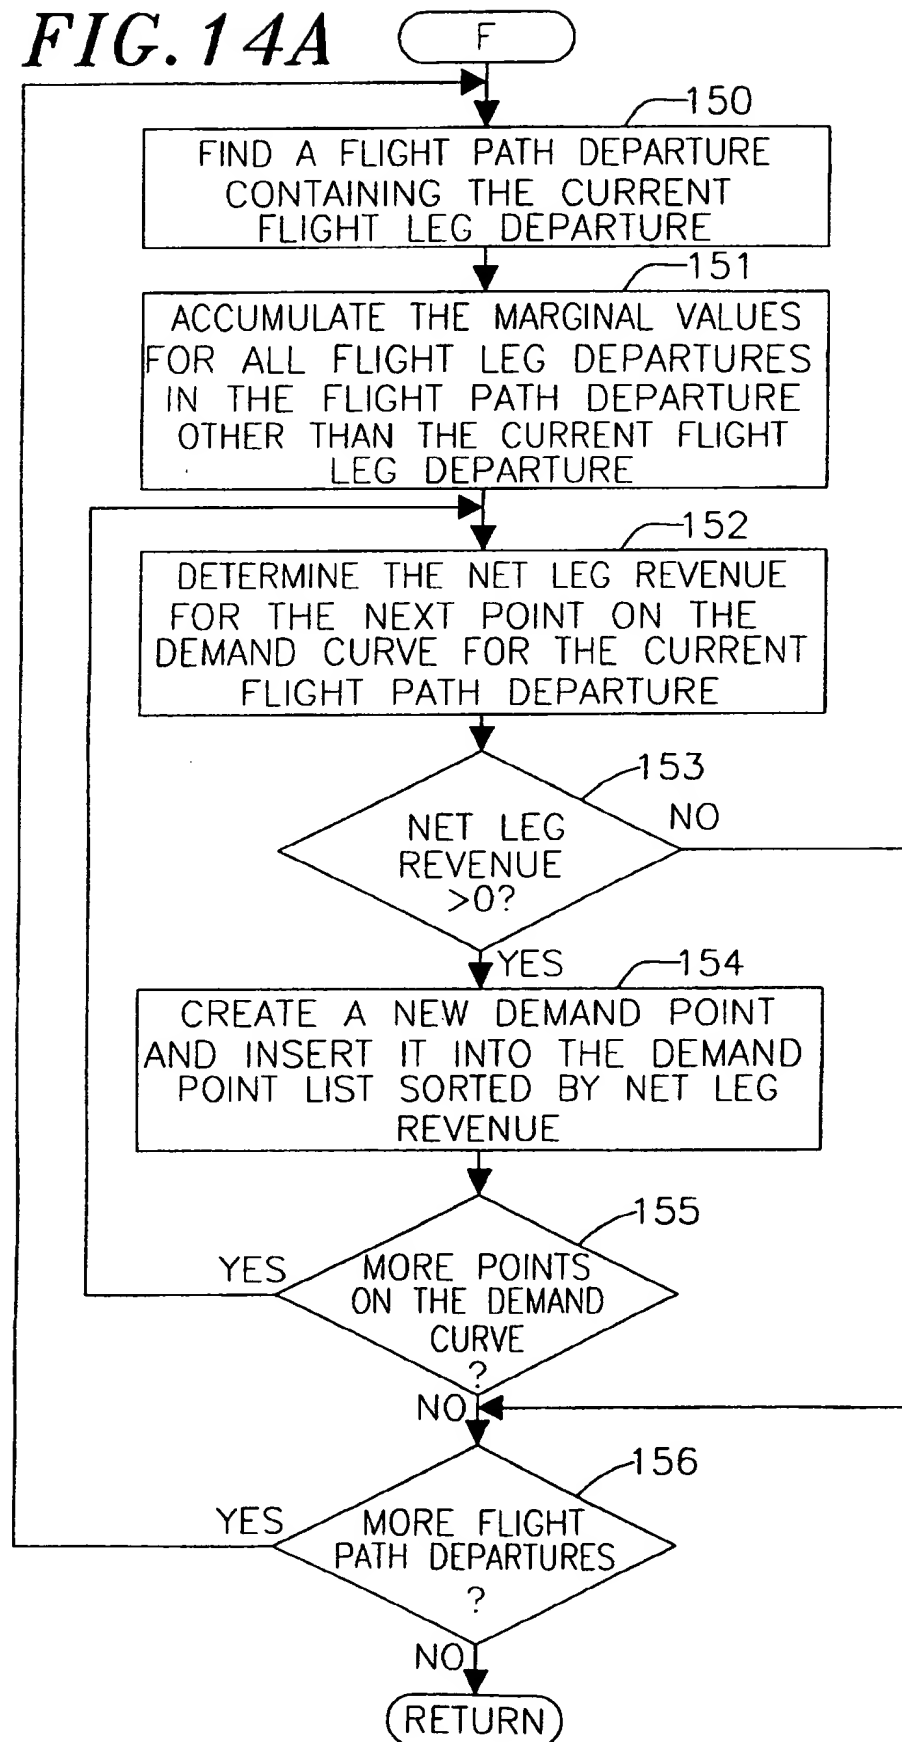 FIG. 14A
F
150
FIND A FLIGHT PATH DEPARTURE
CONTAINING THE CURRENT
FLIGHT LEG DEPARTURE
151
ACCUMULATE THE MARGINAL VALUES
FOR ALL FLIGHT LEG DEPARTURES
IN THE FLIGHT PATH DEPARTURE
OTHER THAN THE CURRENT FLIGHT
LEG DEPARTURE
152
DETERMINE THE NET LEG REVENUE
FOR THE NEXT POINT ON THE
DEMAND CURVE FOR THE CURRENT
FLIGHT PATH DEPARTURE
153
NO
NET LEG
REVENUE
>0?
YES
154
CREATE A NEW DEMAND POINT
AND INSERT IT INTO THE DEMAND
POINT LIST SORTED BY NET LEG
REVENUE
155
YES
MORE POINTS
ON THE DEMAND
CURVE
?
NO
156
YES
MORE FLIGHT
PATH DEPARTURES
?
NO
RETURN